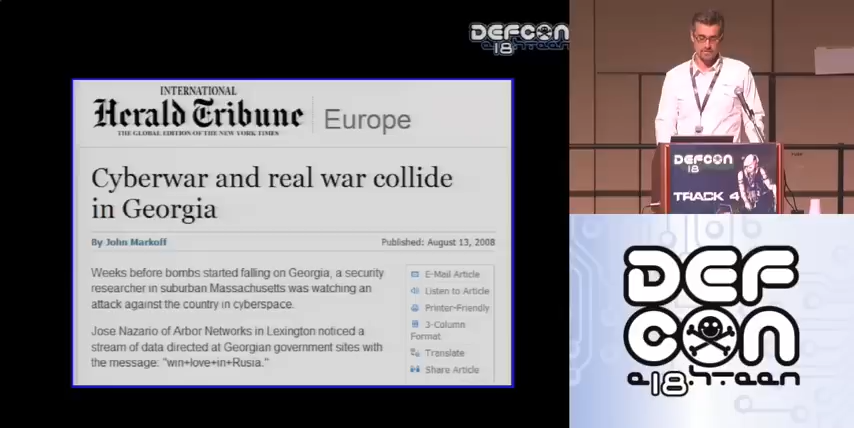 DEFCON
18
INTERNATIONAL
Herald Tribune
THE GLOBAL EDITION OF THE NEW YORK TIMES
Europe
Cyberwar and real war collide
in Georgia
By John Markoff
Published: August 13, 2008
Weeks before bombs started falling on Georgia, a security
researcher in suburban Massachusetts was watching an
attack against the country in cyberspace.
Jose Nazario of Arbor Networks in Lexington noticed a
stream of data directed at Georgian government sites with
the message: "win+love+in+Rusia."
E-Mail Article
Listen to Article
Printer-Friendly
3-Column
Format
Translate
Share Article
DEFCON
18
TRACK 4
DEF
CON
e18hteen